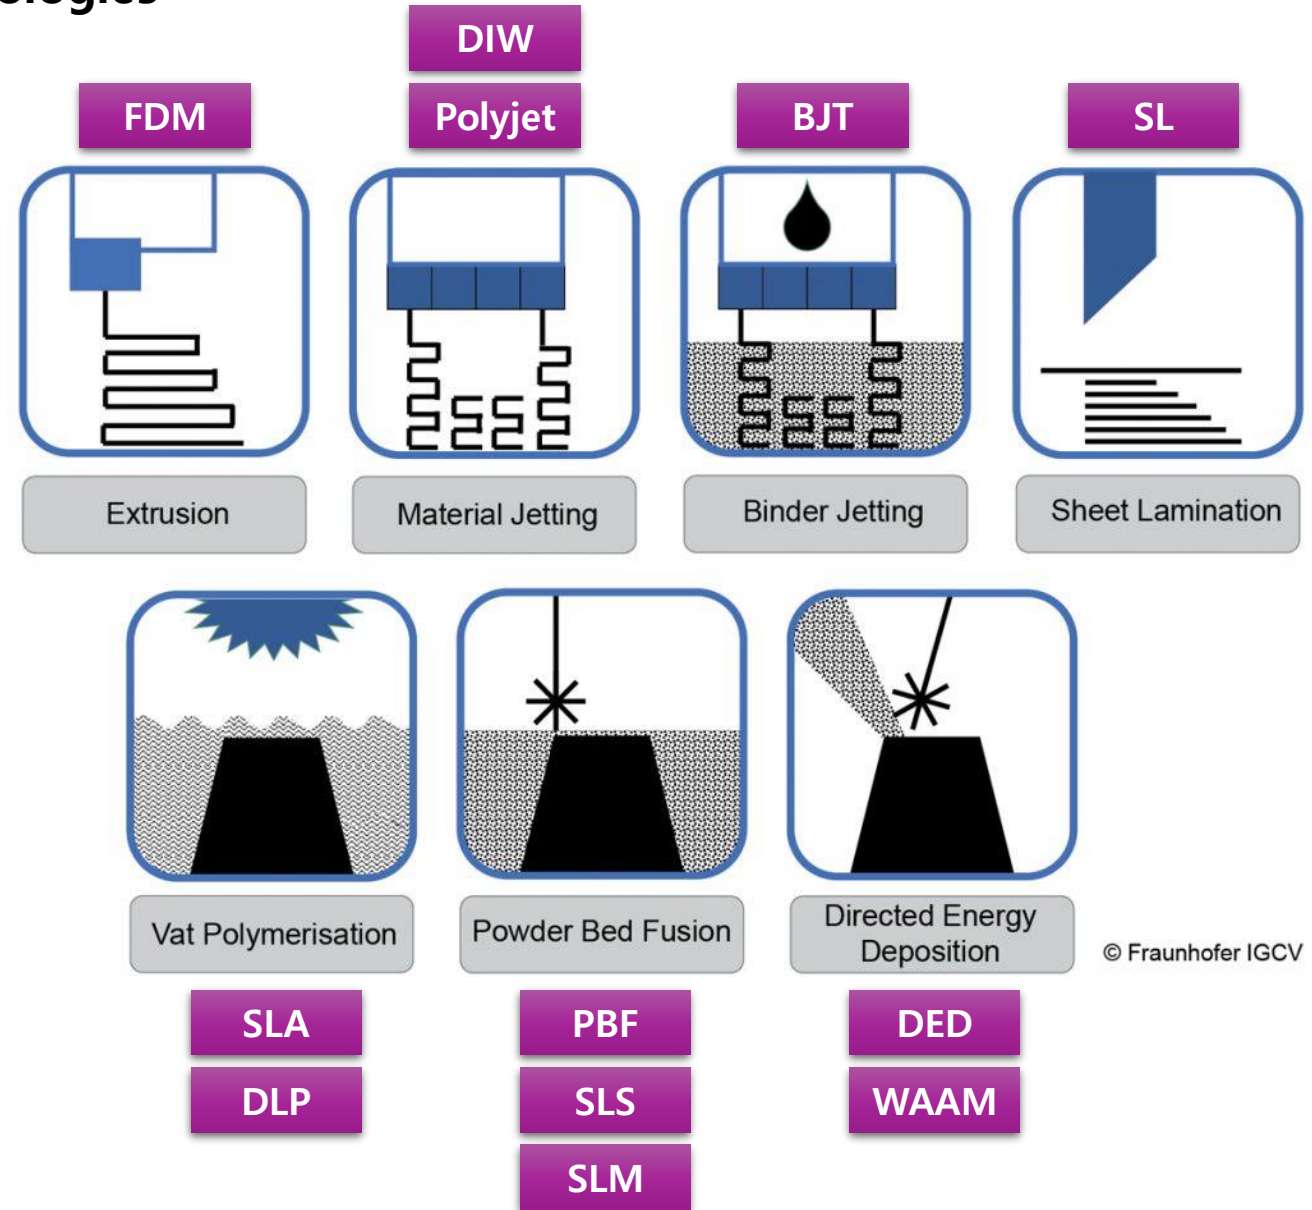 DIW
FDM
Polyjet
BJT
SL
Extrusion
Material Jetting
Binder Jetting
Sheet Lamination
Vat Polymerisation
Powder Bed Fusion
Directed Energy
Deposition
© Fraunhofer IGCV
SLA
PBF
DED
DLP
SLS
WAAM
SLM